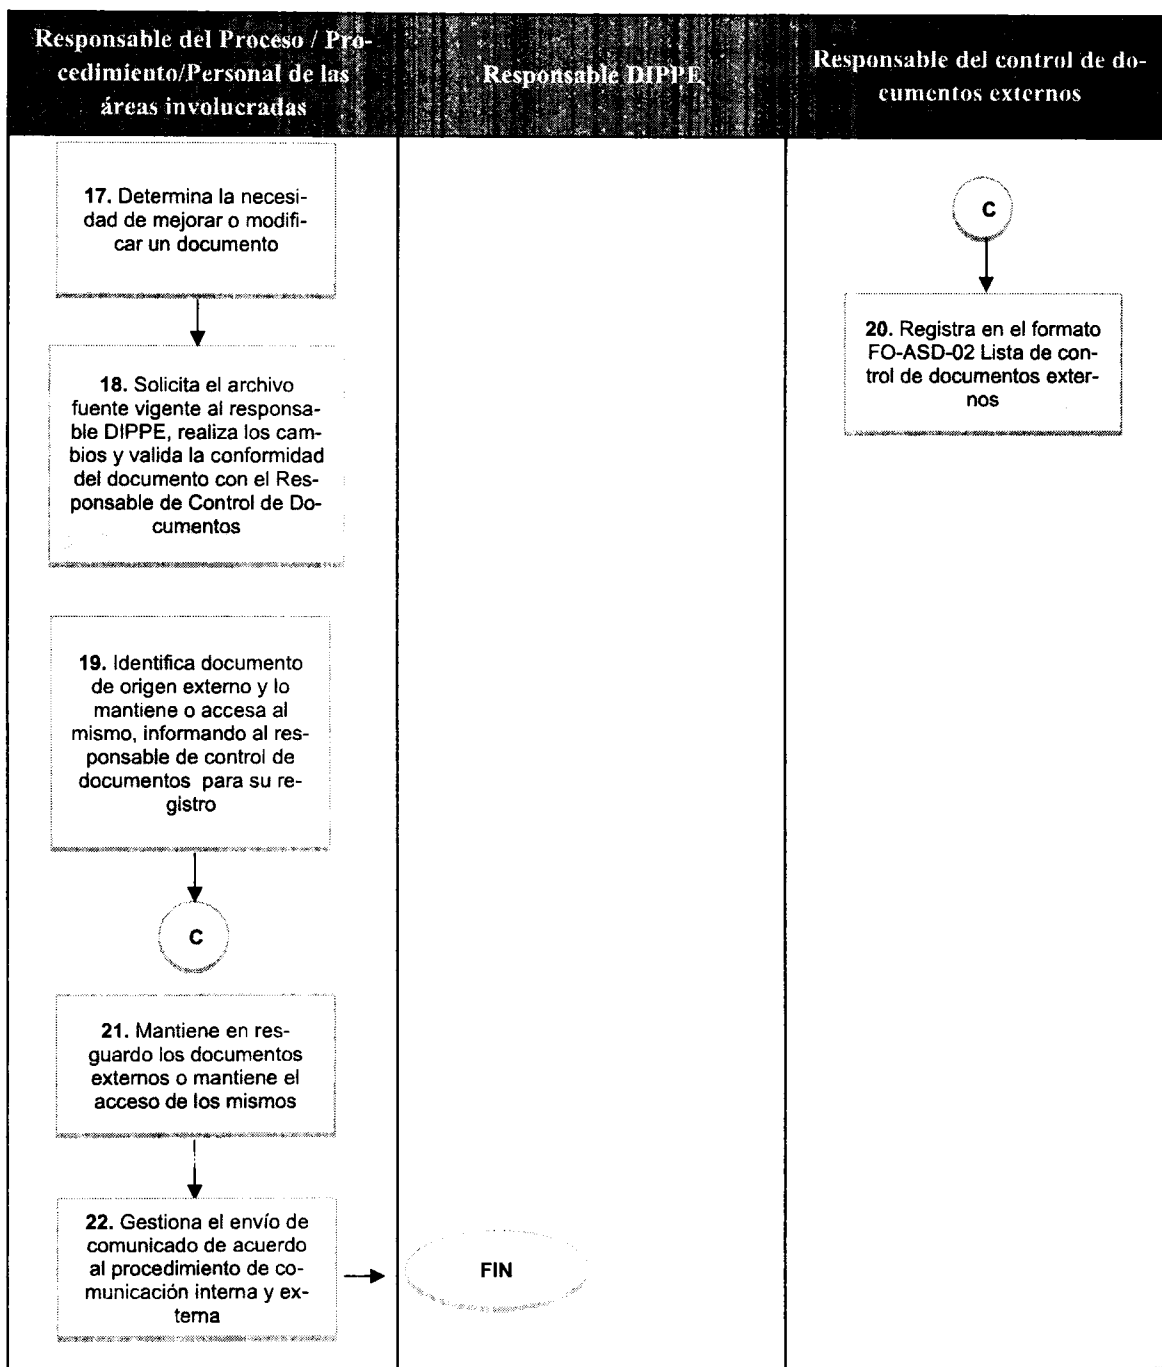 Responsable del Proceso / Pro-
cedimiento/Personal de las
áreas involucradas
Responsable DIPPE
Responsable del control de do-
cumentos externos
17. Determina la necesi-
dad de mejorar o modifi-
car un documento
18. Solicita el archivo
fuente vigente al responsa-
ble DIPPE, realiza los cam-
bios y valida la conformidad
del documento con el Res-
ponsable de Control de Do-
cumentos
19. Identifica documento
de origen externo y lo
mantiene o accesa al
mismo, informando al res-
ponsable de control de
documentos para su re-
gistro
C
21. Mantiene en res-
guardo los documentos
externos o mantiene el
acceso de los mismos
22. Gestiona el envío de
comunicado de acuerdo
al procedimiento de co-
municación interna y ex-
terna
FIN
C
20. Registra en el formato
FO-ASD-02 Lista de con-
trol de documentos exter-
nos